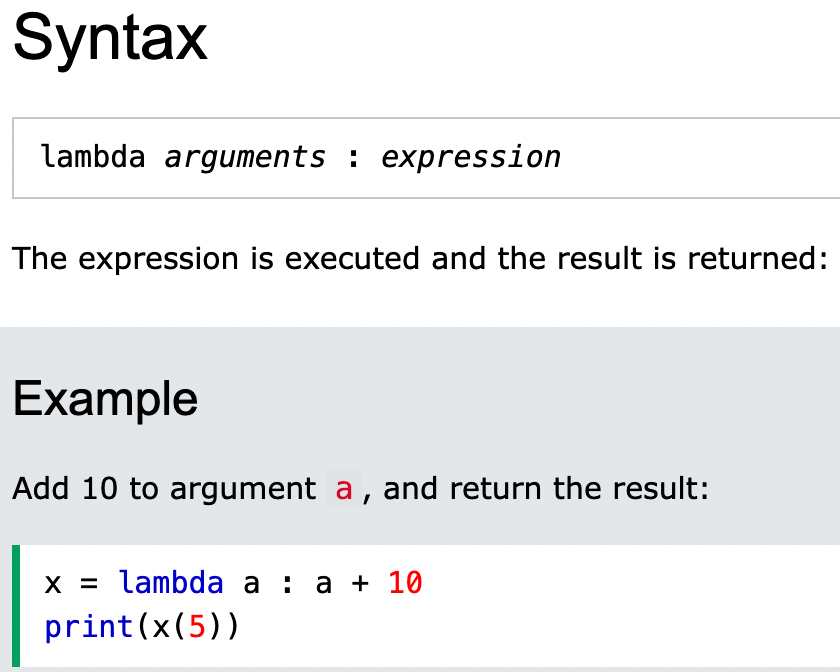 Syntax
lambda arguments : expression
The expression is executed and the result is returned:
Example
Add 10 to argument a, and return the result:
x = lambda a : a + 10
print(x(5))